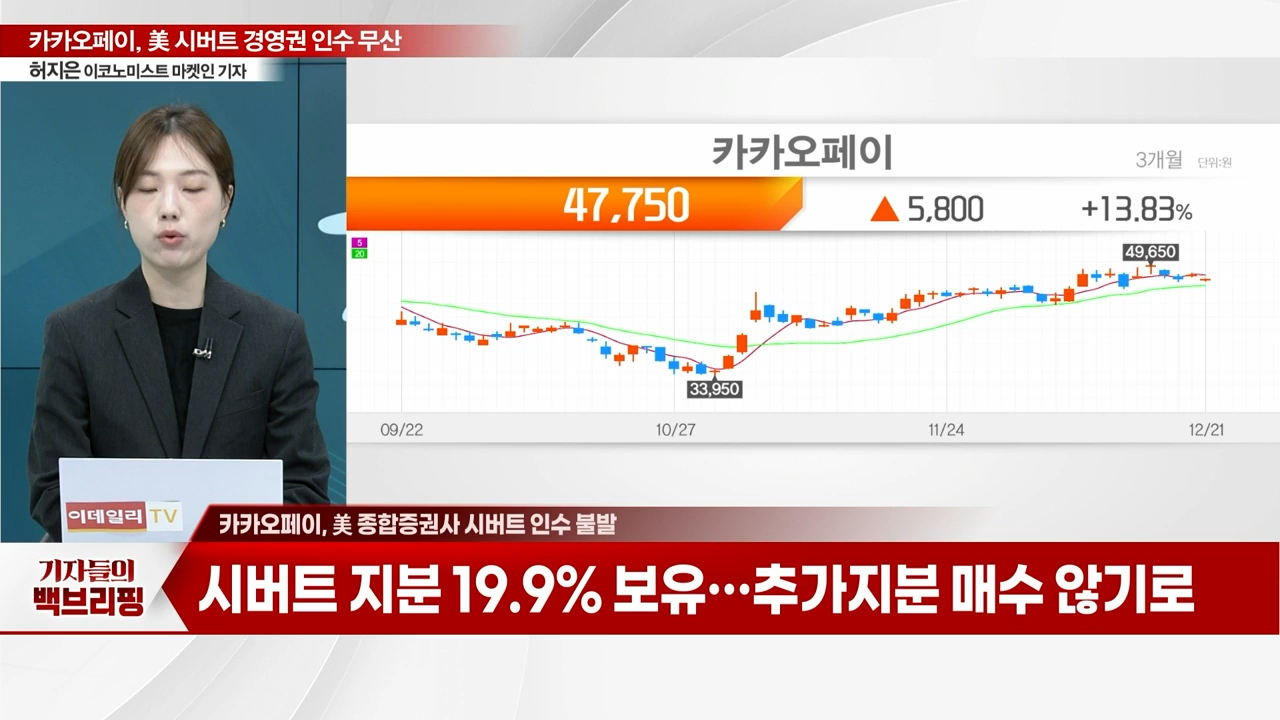 카카오페이, 美 시버트 경영권 인수 무산
허지은 이코노미스트 마켓인 기자
카카오페이
3개월 단위:원
47,750 ▲ 5,800 +13.83%
5
20
49,650
33,950
09/22 10/27 11/24 12/21
이데일리 TV
카카오페이, 美 종합증권사 시버트 인수 불발
기자들의
백브리핑
시버트 지분 19.9% 보유…추가지분 매수 않기로